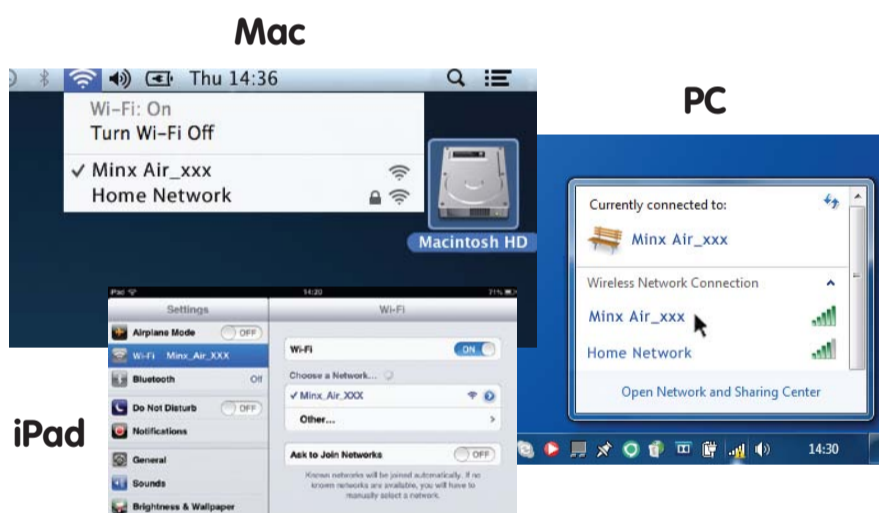 Mac
Thu 14:36
Wi-Fi: On
Turn Wi-Fi Off
✓ Minx Air_xxx
Home Network
Macintosh HD
PC
Currently connected to:
Minx Air_xxx
Wireless Network Connection
Minx Air_xxx
Home Network
Open Network and Sharing Center
14:30
iPad
iPad 14:20 71%
Settings
Airplane Mode OFF
Wi-Fi Minx_Air_XXX
Bluetooth Off
Do Not Disturb OFF
Notifications
General
Sounds
Brightness & Wallpaper
Wi-Fi
Wi-Fi ON
Choose a Network...
✓ Minx_Air_XXX
Other...
Ask to Join Networks OFF
Known networks will be joined automatically. If no
known networks are available, you will have to
manually select a network.